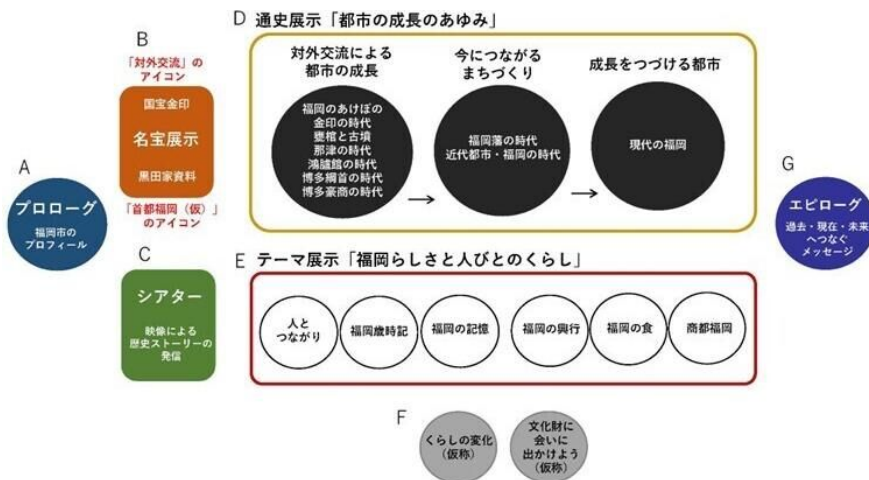 A
プロローグ
福岡市の
プロフィール
B
「対外交流」の
アイコン
国宝金印
名宝展示
黒田家資料
「首都福岡(仮)」
のアイコン
C
シアター
映像による
歴史ストーリーの
発信
D 通史展示「都市の成長のあゆみ」
対外交流による
都市の成長
福岡のあけぼの
金印の時代
甕棺と古墳
那津の時代
鴻臚館の時代
博多綱首の時代
博多豪商の時代
→
今につながる
まちづくり
福岡藩の時代
近代都市・福岡の時代
→
成長をつづける都市
現代の福岡
E テーマ展示「福岡らしさと人びとのくらし」
人と
つながり
福岡歳時記
福岡の記憶
福岡の興行
福岡の食
商都福岡
F
くらしの変化
(仮称)
文化財に
会いに
出かけよう
(仮称)
G
エピローグ
過去・現在・未来
へつなぐ
メッセージ